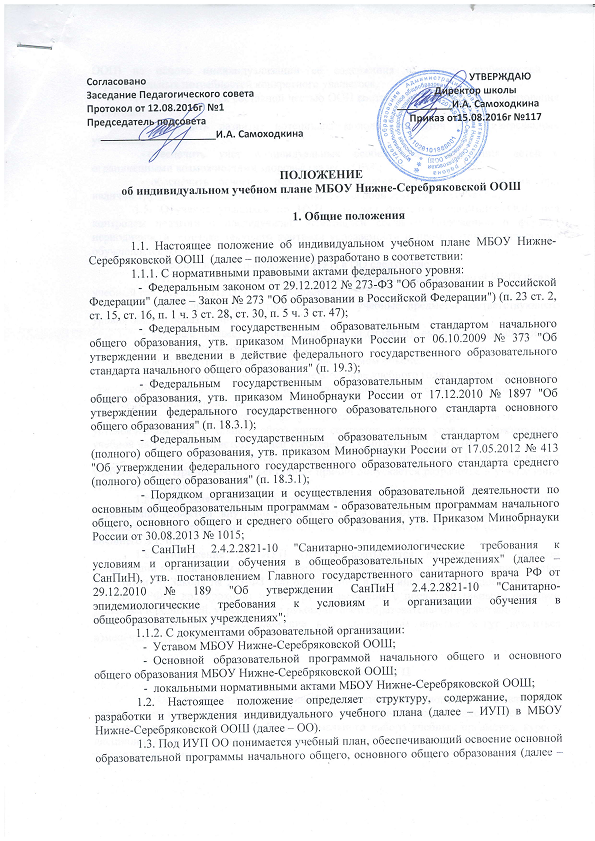 Согласовано
Заседание Педагогического совета
Протокол от 12.08.2016г №1
Председатель педсовета
И.А. Самоходкина
УТВЕРЖДАЮ
Директор школы
И.А. Самоходкина
Приказ от15.08.2016г №117
ПОЛОЖЕНИЕ
об индивидуальном учебном плане МБОУ Нижне-Серебряковской ООШ
1. Общие положения
1.1. Настоящее положение об индивидуальном учебном плане МБОУ Нижне-
Серебряковской ООШ (далее – положение) разработано в соответствии:
1.1.1. С нормативными правовыми актами федерального уровня:
- Федеральным законом от 29.12.2012 № 273-ФЗ "Об образовании в Российской
Федерации" (далее – Закон № 273 "Об образовании в Российской Федерации") (п. 23 ст. 2,
ст. 15, ст. 16, п. 1 ч. 3 ст. 28, ст. 30, п. 5 ч. 3 ст. 47);
- Федеральным государственным образовательным стандартом начального
общего образования, утв. приказом Минобрнауки России от 06.10.2009 № 373 "Об
утверждении и введении в действие федерального государственного образовательного
стандарта начального общего образования" (п. 19.3);
- Федеральным государственным образовательным стандартом основного
общего образования, утв. приказом Минобрнауки России от 17.12.2010 № 1897 "Об
утверждении федерального государственного образовательного стандарта основного
общего образования" (п. 18.3.1);
- Федеральным государственным образовательным стандартом среднего
(полного) общего образования, утв. приказом Минобрнауки России от 17.05.2012 № 413
"Об утверждении федерального государственного образовательного стандарта среднего
(полного) общего образования" (п. 18.3.1);
- Порядком организации и осуществления образовательной деятельности по
основным общеобразовательным программам - образовательным программам начального
общего, основного общего и среднего общего образования, утв. Приказом Минобрнауки
России от 30.08.2013 № 1015;
- СанПиН 2.4.2.2821-10 "Санитарно-эпидемиологические требования к
условиям и организации обучения в общеобразовательных учреждениях" (далее –
СанПиН), утв. постановлением Главного государственного санитарного врача РФ от
29.12.2010 № 189 "Об утверждении СанПиН 2.4.2.2821-10 "Санитарно-
эпидемиологические требования к условиям и организации обучения в
общеобразовательных учреждениях";
1.1.2. С документами образовательной организации:
- Уставом МБОУ Нижне-Серебряковской ООШ;
- Основной образовательной программой начального общего и основного
общего образования МБОУ Нижне-Серебряковской ООШ;
- локальными нормативными актами МБОУ Нижне-Серебряковской ООШ;
1.2. Настоящее положение определяет структуру, содержание, порядок
разработки и утверждения индивидуального учебного плана (далее – ИУП) в МБОУ
Нижне-Серебряковской ООШ (далее – ОО).
1.3. Под ИУП ОО понимается учебный план, обеспечивающий освоение основной
образовательной программы начального общего, основного общего образования (далее –